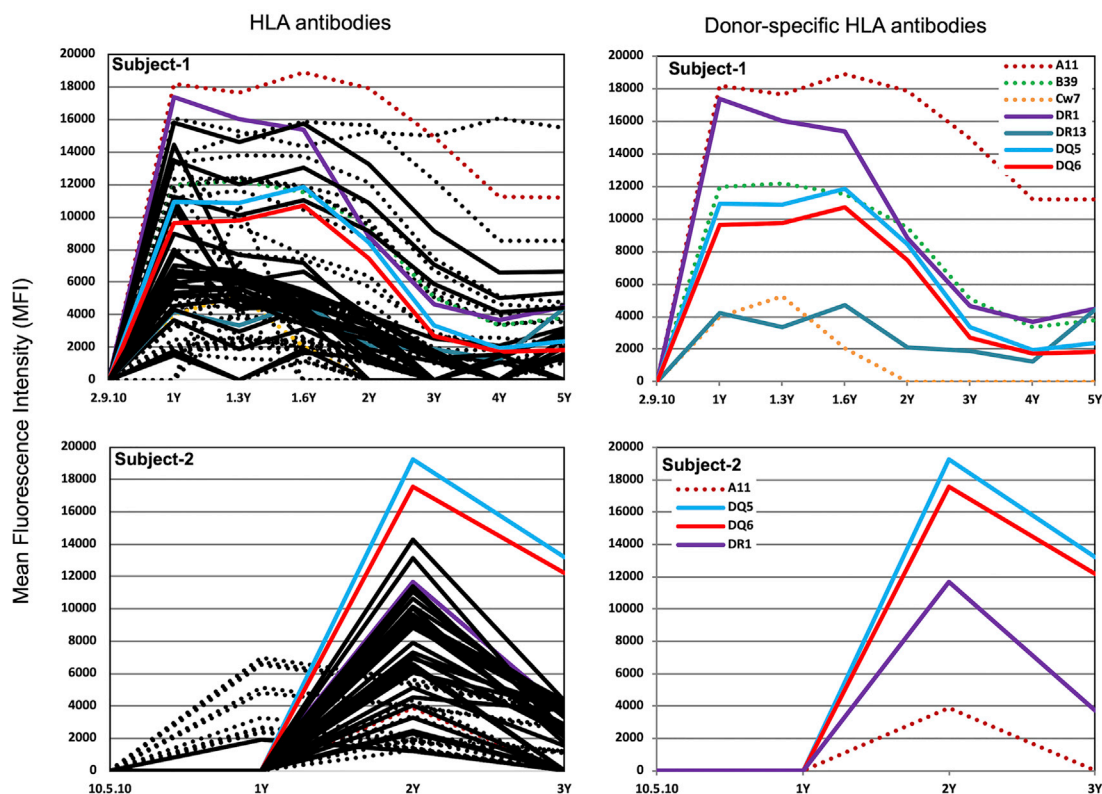 HLA antibodies
Donor-specific HLA antibodies
Mean Fluorescence Intensity (MFI)
Subject-1
20000
18000
16000
14000
12000
10000
8000
6000
4000
2000
0
2.9.10 1Y 1.3Y 1.6Y 2Y 3Y 4Y 5Y
Subject-1
20000
18000
16000
14000
12000
10000
8000
6000
4000
2000
0
2.9.10 1Y 1.3Y 1.6Y 2Y 3Y 4Y 5Y
A11
B39
Cw7
DR1
DR13
DQ5
DQ6
Subject-2
20000
18000
16000
14000
12000
10000
8000
6000
4000
2000
0
10.5.10 1Y 2Y 3Y
Subject-2
20000
18000
16000
14000
12000
10000
8000
6000
4000
2000
0
10.5.10 1Y 2Y 3Y
A11
DQ5
DQ6
DR1